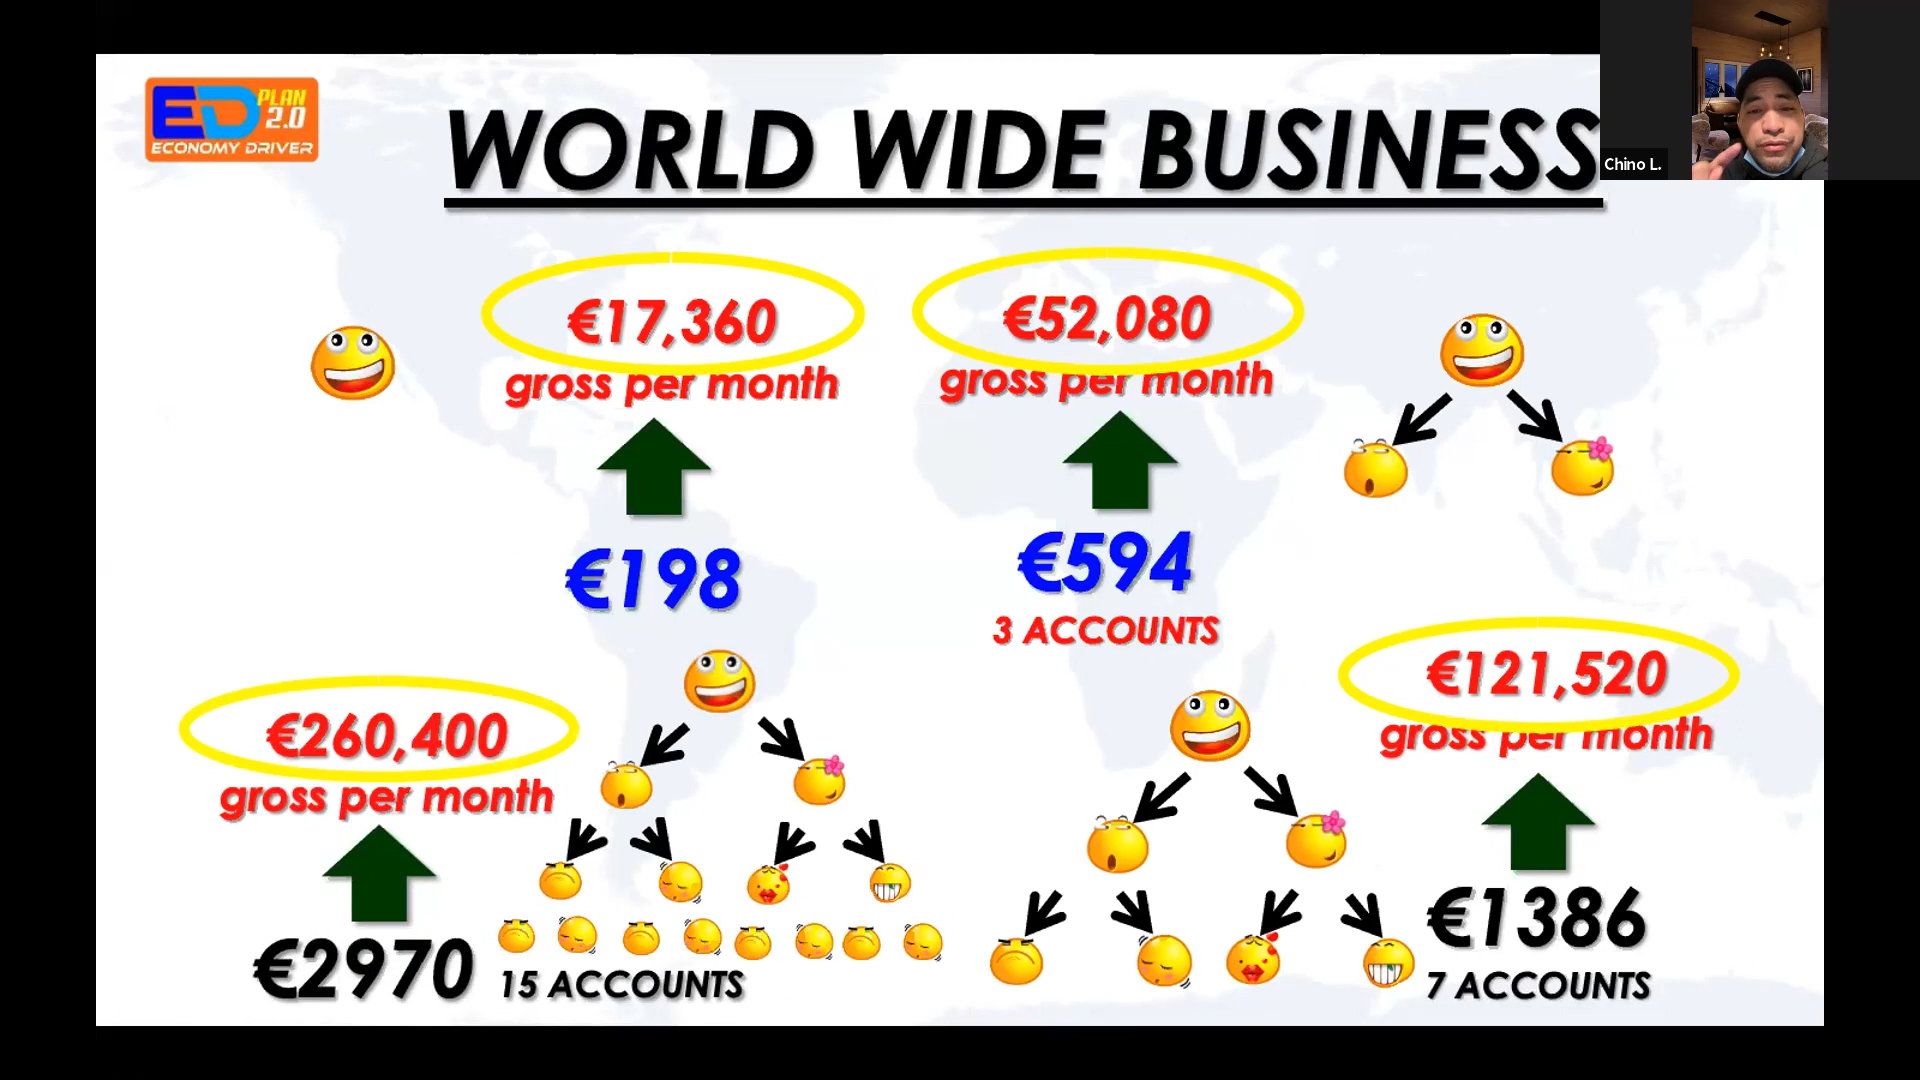 ED PLAN 2.0
ECONOMY DRIVER
WORLD WIDE BUSINESS
Chino L.
€17,360
gross per month
€198
€52,080
gross per month
€594
3 ACCOUNTS
€260,400
gross per month
€2970
15 ACCOUNTS
€121,520
gross per month
€1386
7 ACCOUNTS